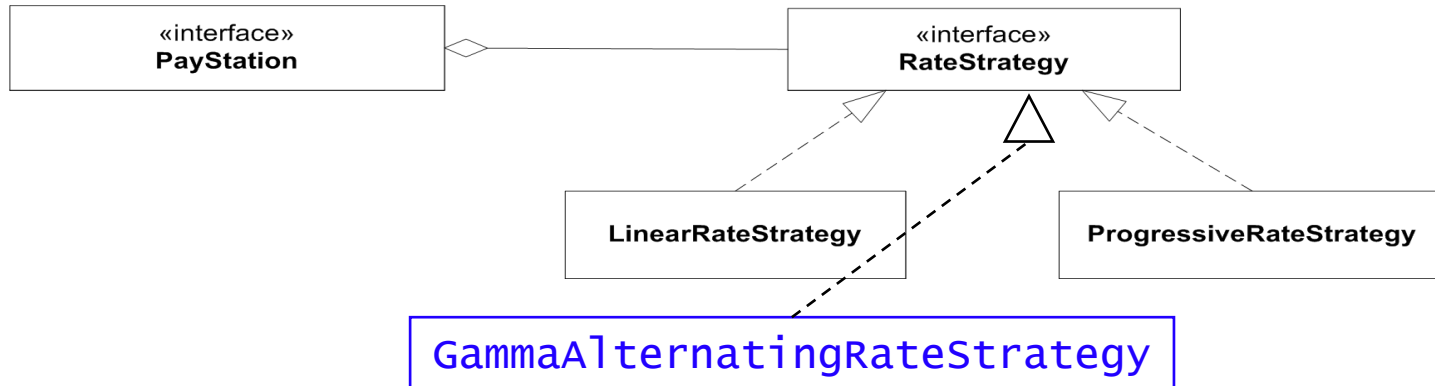 «interface»
PayStation
«interface»
RateStrategy
LinearRateStrategy
ProgressiveRateStrategy
GammaAlternatingRateStrategy